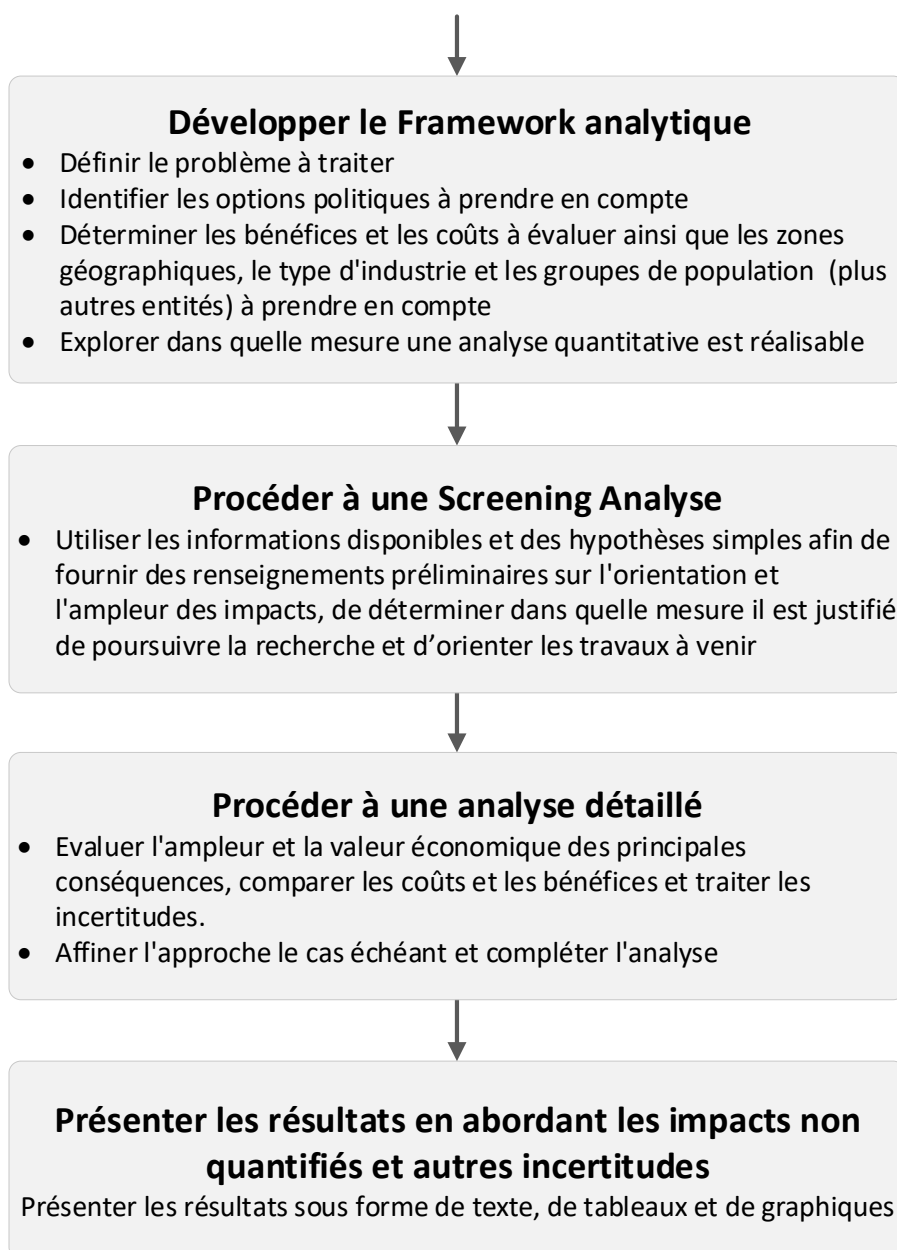 Développer le Framework analytique
• Définir le problème à traiter
• Identifier les options politiques à prendre en compte
• Déterminer les bénéfices et les coûts à évaluer ainsi que les zones
géographiques, le type d'industrie et les groupes de population (plus
autres entités) à prendre en compte
• Explorer dans quelle mesure une analyse quantitative est réalisable
Procéder à une Screening Analyse
• Utiliser les informations disponibles et des hypothèses simples afin de
fournir des renseignements préliminaires sur l'orientation et
l'ampleur des impacts, de déterminer dans quelle mesure il est justifié
de poursuivre la recherche et d’orienter les travaux à venir
Procéder à une analyse détaillé
• Evaluer l'ampleur et la valeur économique des principales
conséquences, comparer les coûts et les bénéfices et traiter les
incertitudes.
• Affiner l'approche le cas échéant et compléter l'analyse
Présenter les résultats en abordant les impacts non
quantifiés et autres incertitudes
Présenter les résultats sous forme de texte, de tableaux et de graphiques